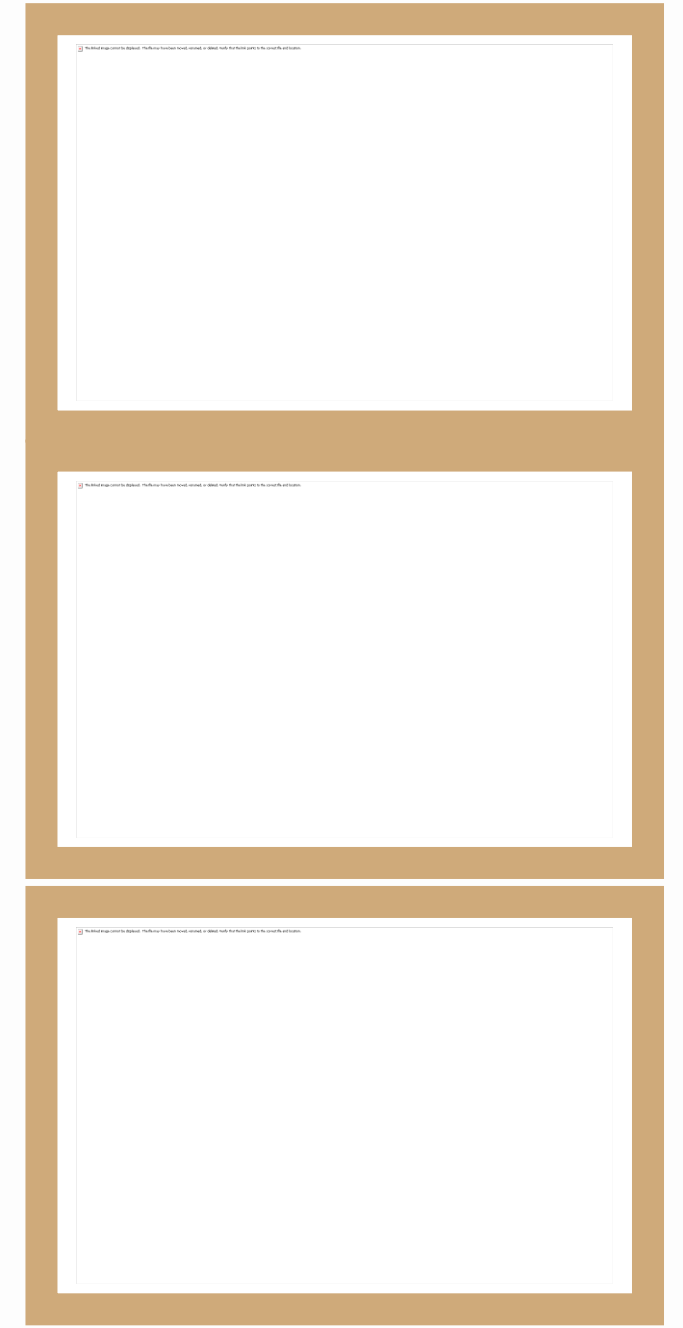 The linked image cannot be displayed. The file may have been moved, renamed, or deleted. Verify that the link points to the correct file and location.
The linked image cannot be displayed. The file may have been moved, renamed, or deleted. Verify that the link points to the correct file and location.
The linked image cannot be displayed. The file may have been moved, renamed, or deleted. Verify that the link points to the correct file and location.